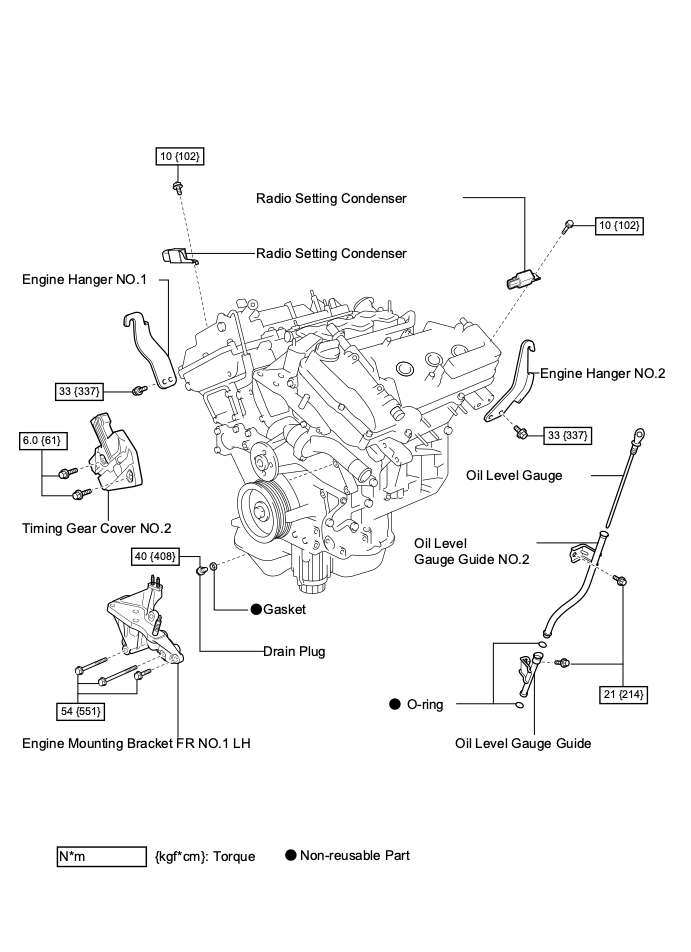 10 {102}
Radio Setting Condenser
10 {102}
Radio Setting Condenser
Engine Hanger NO.1
Engine Hanger NO.2
33 {337}
33 {337}
6.0 {61}
Oil Level Gauge
Timing Gear Cover NO.2
Oil Level
Gauge Guide NO.2
40 {408}
●Gasket
Drain Plug
21 {214}
● O-ring
54 {551}
Engine Mounting Bracket FR NO.1 LH
Oil Level Gauge Guide
N*m {kgf*cm}: Torque ● Non-reusable Part